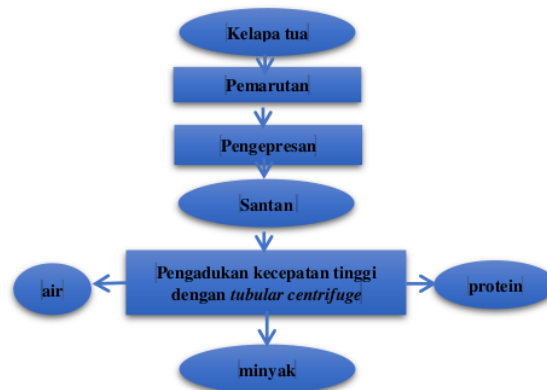 Kelapa tua
Pemarutan
Pengepresan
Santan
Pengadukan kecepatan tinggi
dengan tubular centrifuge
air
protein
minyak